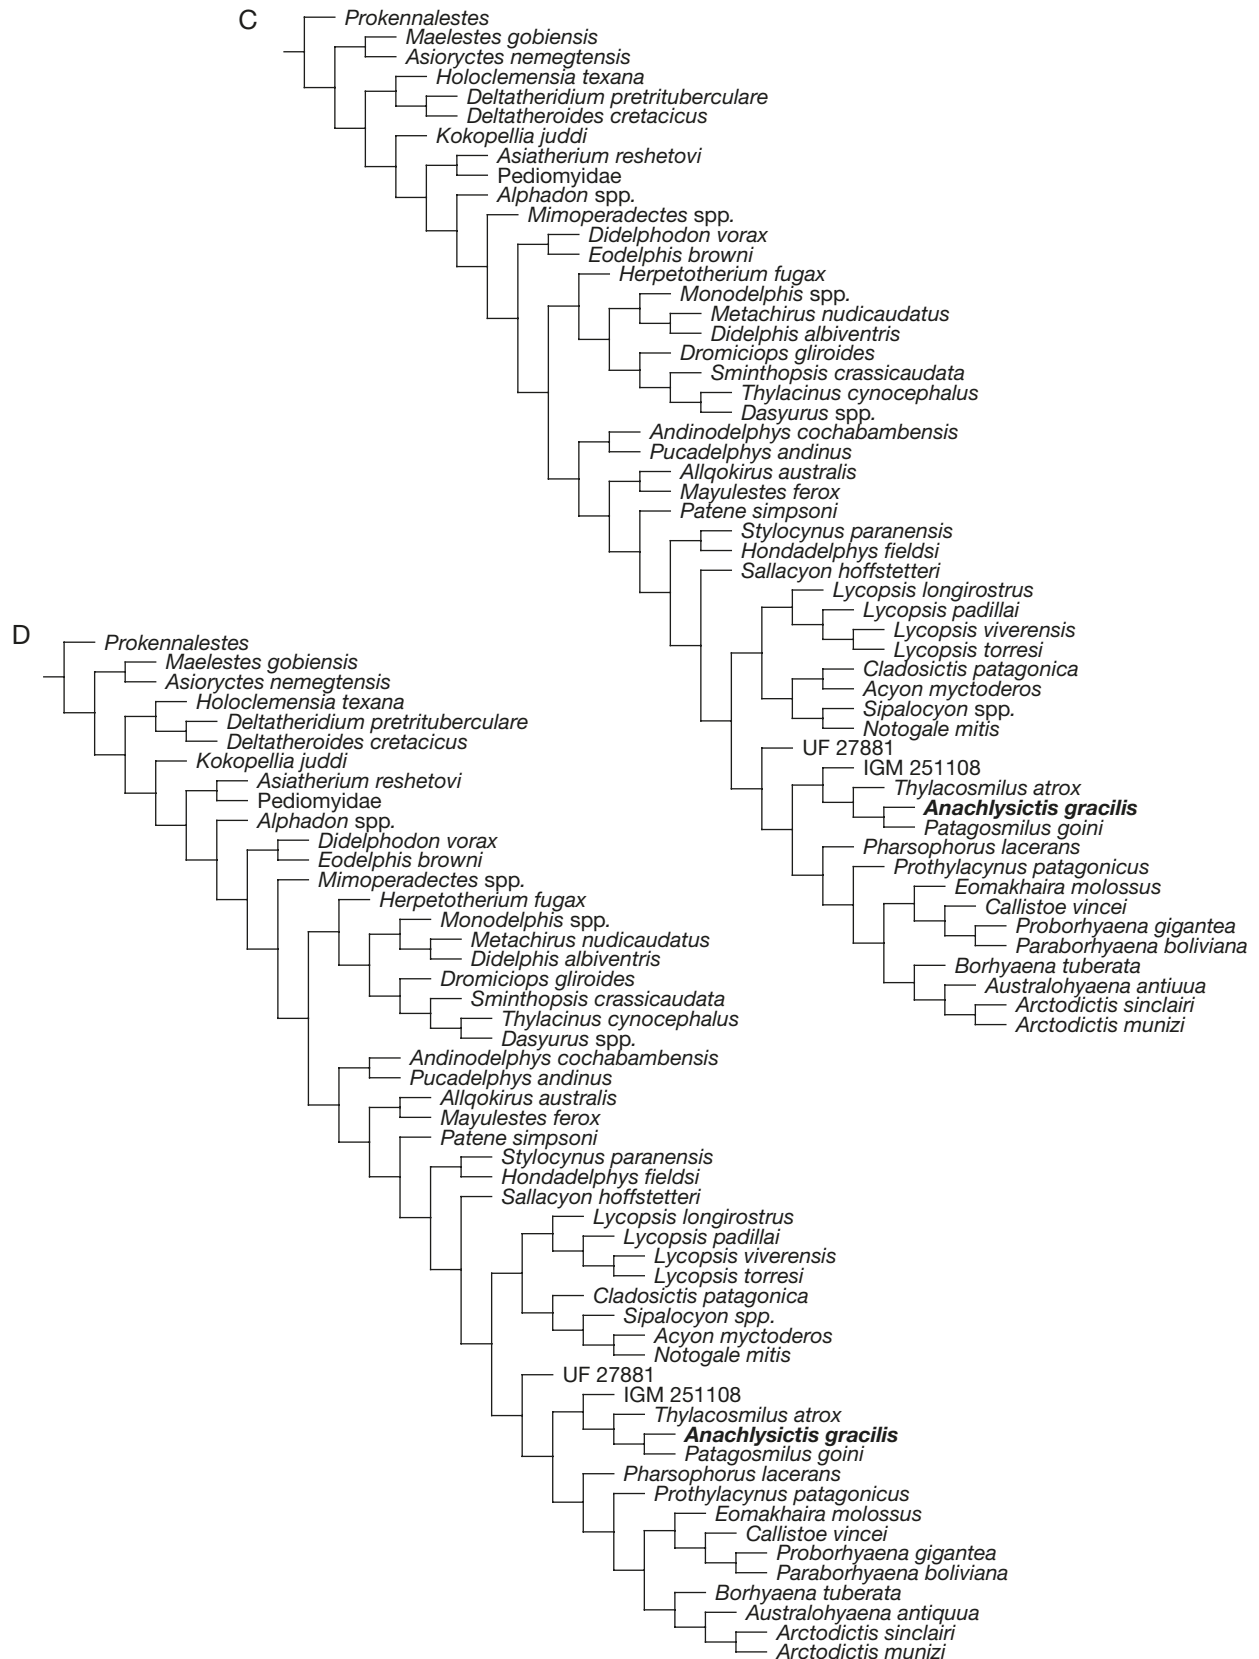 C
Prokennalestes
Maelestes gobiensis
Asioryctes nemegtensis
Holoclemensia texana
Deltatheridium pretrituberculare
Deltatheroides cretacicus
Kokopellia juddi
Asiatherium reshetovi
Pediomyidae
Alphadon spp.
Mimoperadectes spp.
Didelphodon vorax
Eodelphis browni
Herpetotherium fugax
Monodelphis spp.
Metachirus nudicaudatus
Didelphis albiventris
Dromiciops gliroides
Sminthopsis crassicaudata
Thylacinus cynocephalus
Dasyurus spp.
Andinodelphys cochabambensis
Pucadelphys andinus
Allqokirus australis
Mayulestes ferox
Patene simpsoni
Stylocynus paranensis
Hondadelphys fieldsi
Sallacyon hoffstetteri
Lycopsis longirostrus
Lycopsis padillai
Lycopsis viverensis
Lycopsis torresi
Cladosictis patagonica
Acyon myctoderos
Sipalocyon spp.
Notogale mitis
UF 27881
IGM 251108
Thylacosmilus atrox
Anachlysictis gracilis
Patagosmilus goini
Pharsophorus lacerans
Prothylacynus patagonicus
Eomakhaira molossus
Callistoe vincei
Proborhyaena gigantea
Paraborhyaena boliviana
Borhyaena tuberata
Australohyaena antiuua
Arctodictis sinclairi
Arctodictis munizi
D
Prokennalestes
Maelestes gobiensis
Asioryctes nemegtensis
Holoclemensia texana
Deltatheridium pretrituberculare
Deltatheroides cretacicus
Kokopellia juddi
Asiatherium reshetovi
Pediomyidae
Alphadon spp.
Didelphodon vorax
Eodelphis browni
Mimoperadectes spp.
Herpetotherium fugax
Monodelphis spp.
Metachirus nudicaudatus
Didelphis albiventris
Dromiciops gliroides
Sminthopsis crassicaudata
Thylacinus cynocephalus
Dasyurus spp.
Andinodelphys cochabambensis
Pucadelphys andinus
Allqokirus australis
Mayulestes ferox
Patene simpsoni
Stylocynus paranensis
Hondadelphys fieldsi
Sallacyon hoffstetteri
Lycopsis longirostrus
Lycopsis padillai
Lycopsis viverensis
Lycopsis torresi
Cladosictis patagonica
Sipalocyon spp.
Acyon myctoderos
Notogale mitis
UF 27881
IGM 251108
Thylacosmilus atrox
Anachlysictis gracilis
Patagosmilus goini
Pharsophorus lacerans
Prothylacynus patagonicus
Eomakhaira molossus
Callistoe vincei
Proborhyaena gigantea
Paraborhyaena boliviana
Borhyaena tuberata
Australohyaena antiquua
Arctodictis sinclairi
Arctodictis munizi